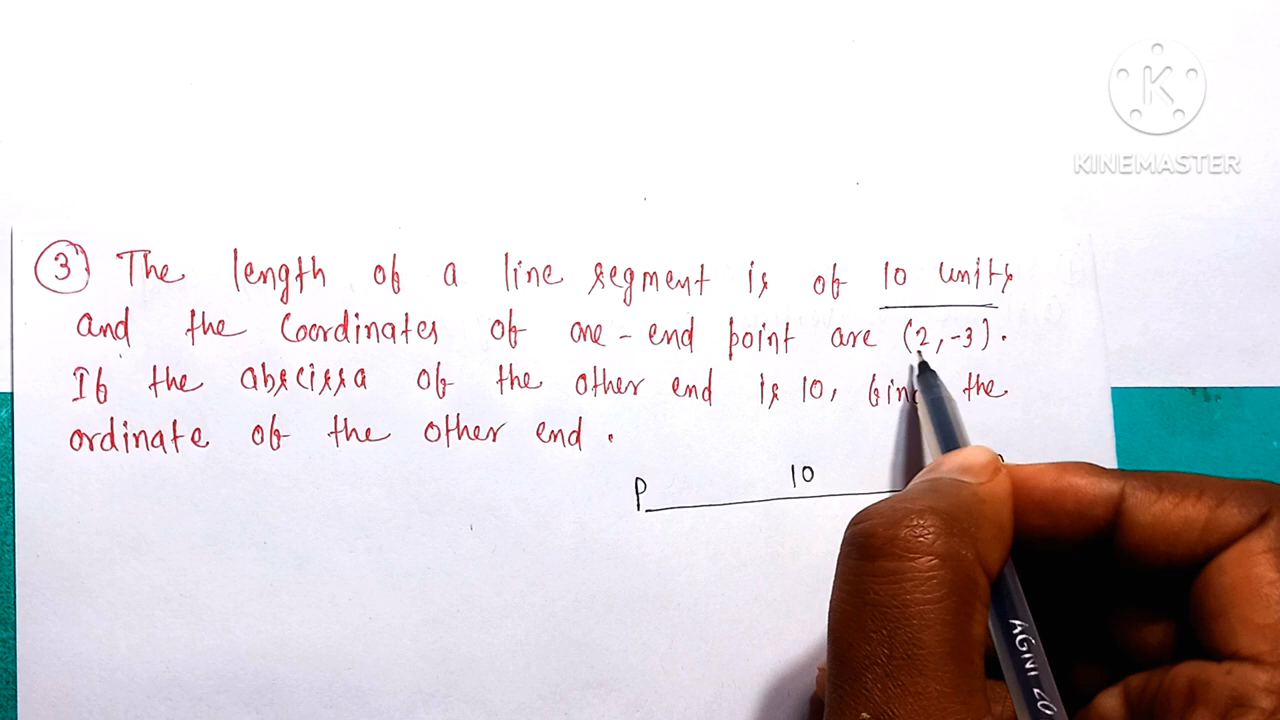 K
KINEMASTER
③ The length of a line segment is of 10 units
and the coordinates of one-end point are (2,-3).
If the abscissa of the other end is 10, find the
ordinate of the other end.
10
P
AGNI 20